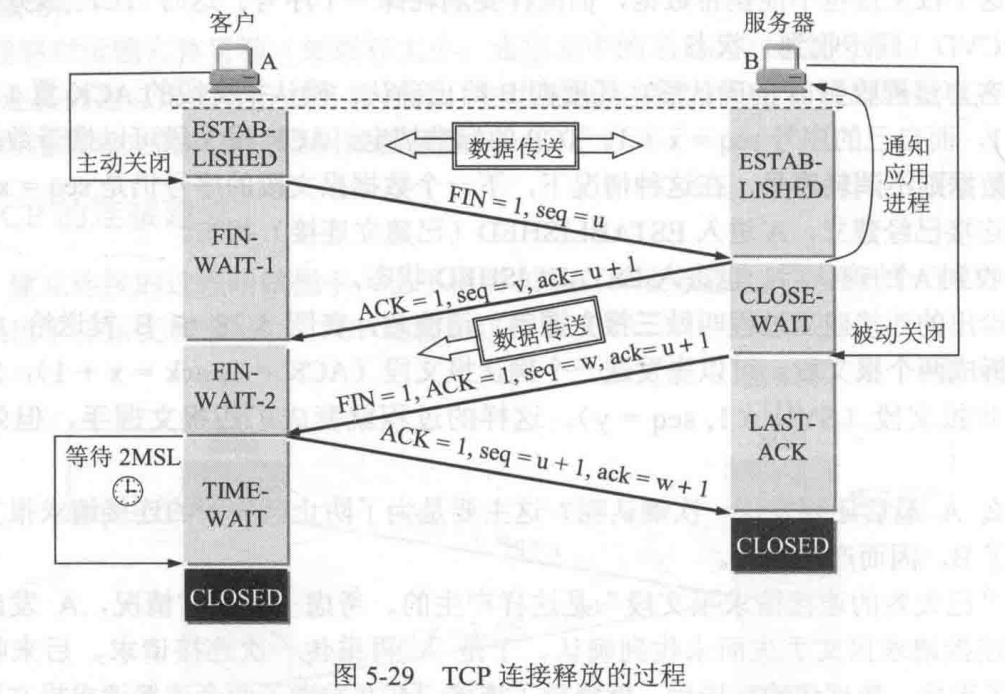 客户
服务器
A
B
ESTAB-
LISHED
数据传送
ESTAB-
LISHED
通知
应用
进程
主动关闭
FIN = 1, seq = u
FIN-
WAIT-1
ACK = 1, seq = v, ack= u + 1
CLOSE-
WAIT
数据传送
被动关闭
FIN = 1, ACK = 1, seq = w, ack= u + 1
FIN-
WAIT-2
ACK = 1, seq = u + 1, ack = w + 1
LAST-
ACK
等待 2MSL
TIME-
WAIT
CLOSED
CLOSED
图 5-29 TCP 连接释放的过程